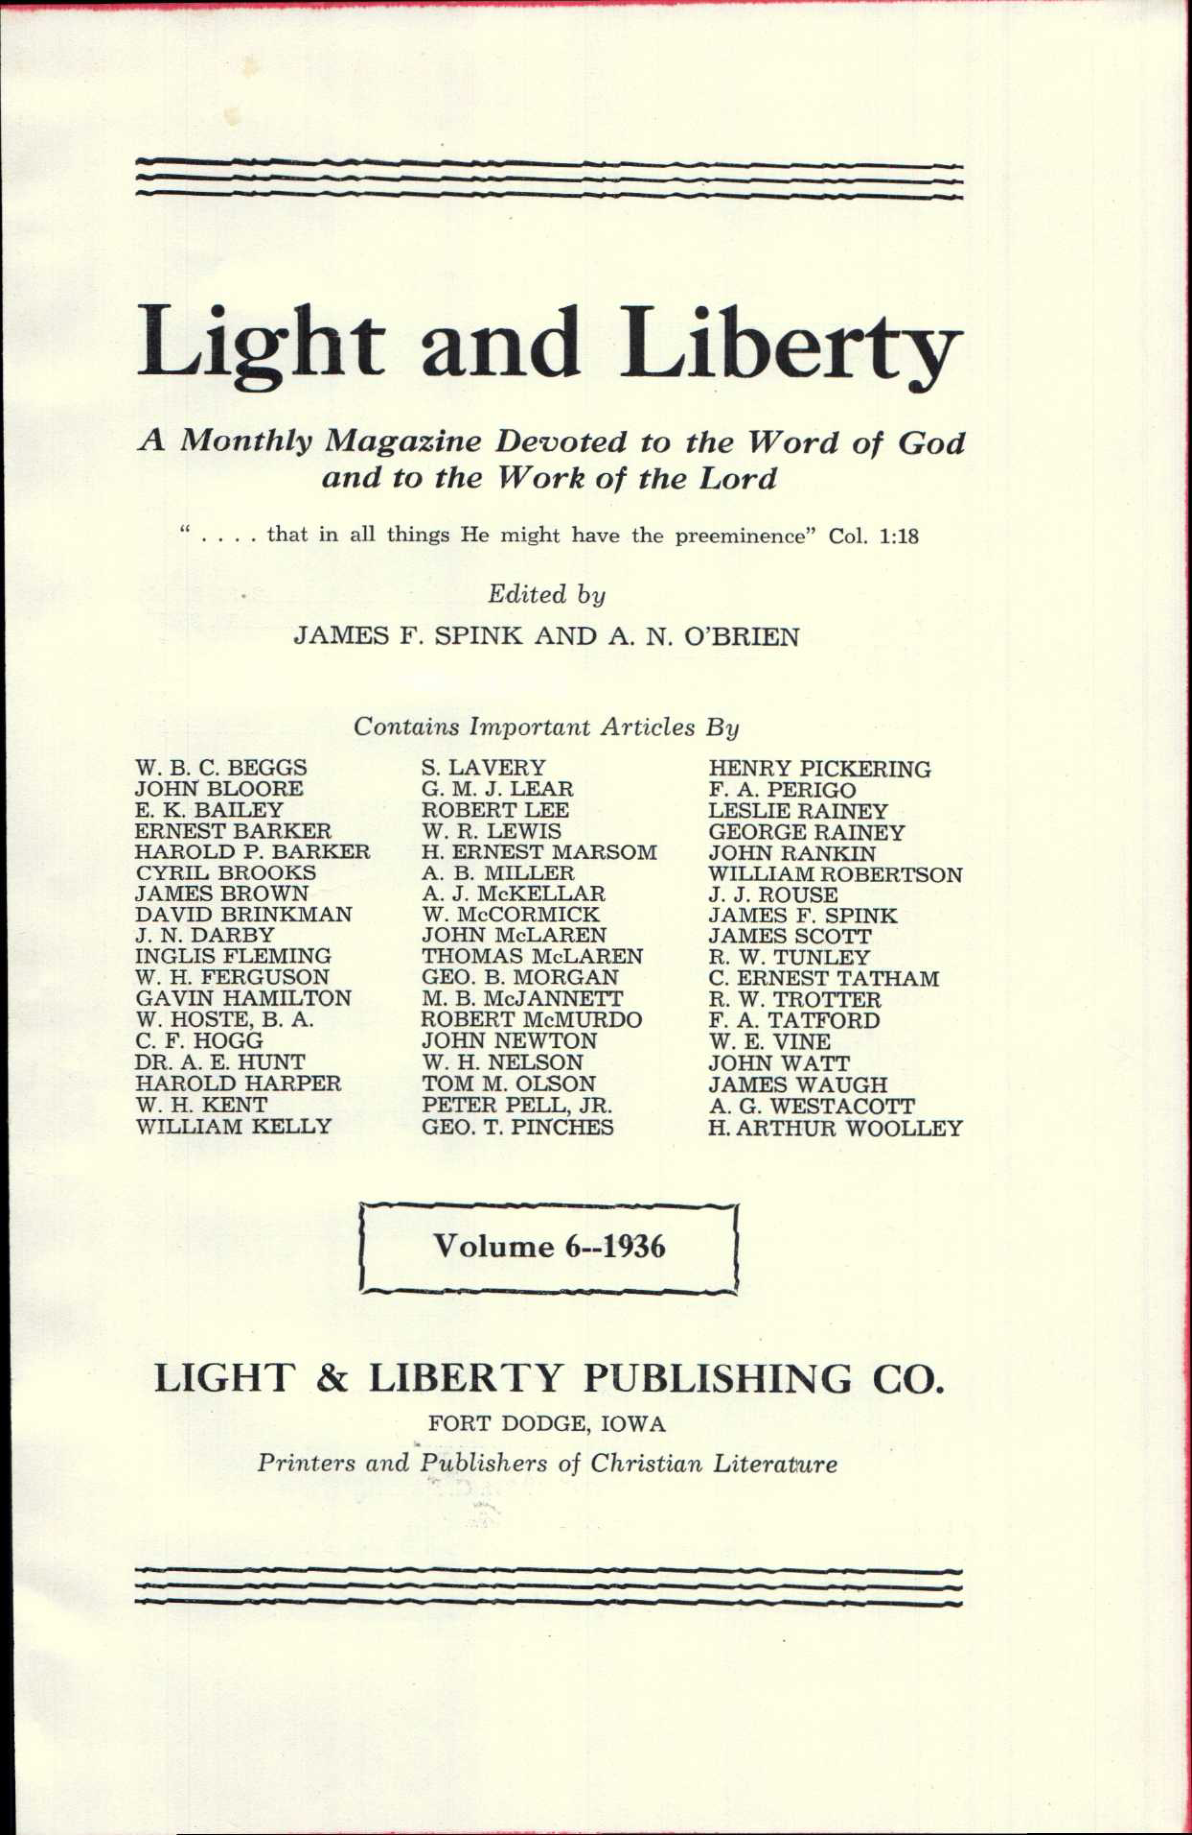 Light and Liberty
A Monthly Magazine Devoted to the Word of God
and to the Work of the Lord
“ . . . . that in all things He might have the preeminence” Col. 1:18
Edited by
JAMES F. SPINK AND A. N. O'BRIEN
Contains Important Articles By
W. B. C. BEGGS
JOHN BLOORE
E. K. BAILEY
ERNEST BARKER
HAROLD P. BARKER
CYRIL BROOKS
JAMES BROWN
DAVID BRINKMAN
J. N. DARBY
INGLIS FLEMING
W. H. FERGUSON
GAVIN HAMILTON
W. HOSTE, B. A.
C. F. HOGG
DR. A. E. HUNT
HAROLD HARPER
W. H. KENT
WILLIAM KELLY
S. LAVERY
G. M. J. LEAR
ROBERT LEE
W. R. LEWIS
H. ERNEST MARSOM
A. B. MILLER
A. J. McKELLAR
W. McCORMICK
JOHN McLAREN
THOMAS McLAREN
GEO. B. MORGAN
M. B. McJANNETT
ROBERT McMURDO
JOHN NEWTON
W. H. NELSON
TOM M. OLSON
PETER PELL, JR.
GEO. T. PINCHES
HENRY PICKERING
F. A. PERIGO
LESLIE RAINEY
GEORGE RAINEY
JOHN RANKIN
WILLIAM ROBERTSON
J. J. ROUSE
JAMES F. SPINK
JAMES SCOTT
R. W. TUNLEY
C. ERNEST TATHAM
R. W. TROTTER
F. A. TATFORD
W. E. VINE
JOHN WATT
JAMES WAUGH
A. G. WESTACOTT
H. ARTHUR WOOLLEY
Volume 6--1936
LIGHT & LIBERTY PUBLISHING CO.
FORT DODGE, IOWA
Printers and Publishers of Christian Literature